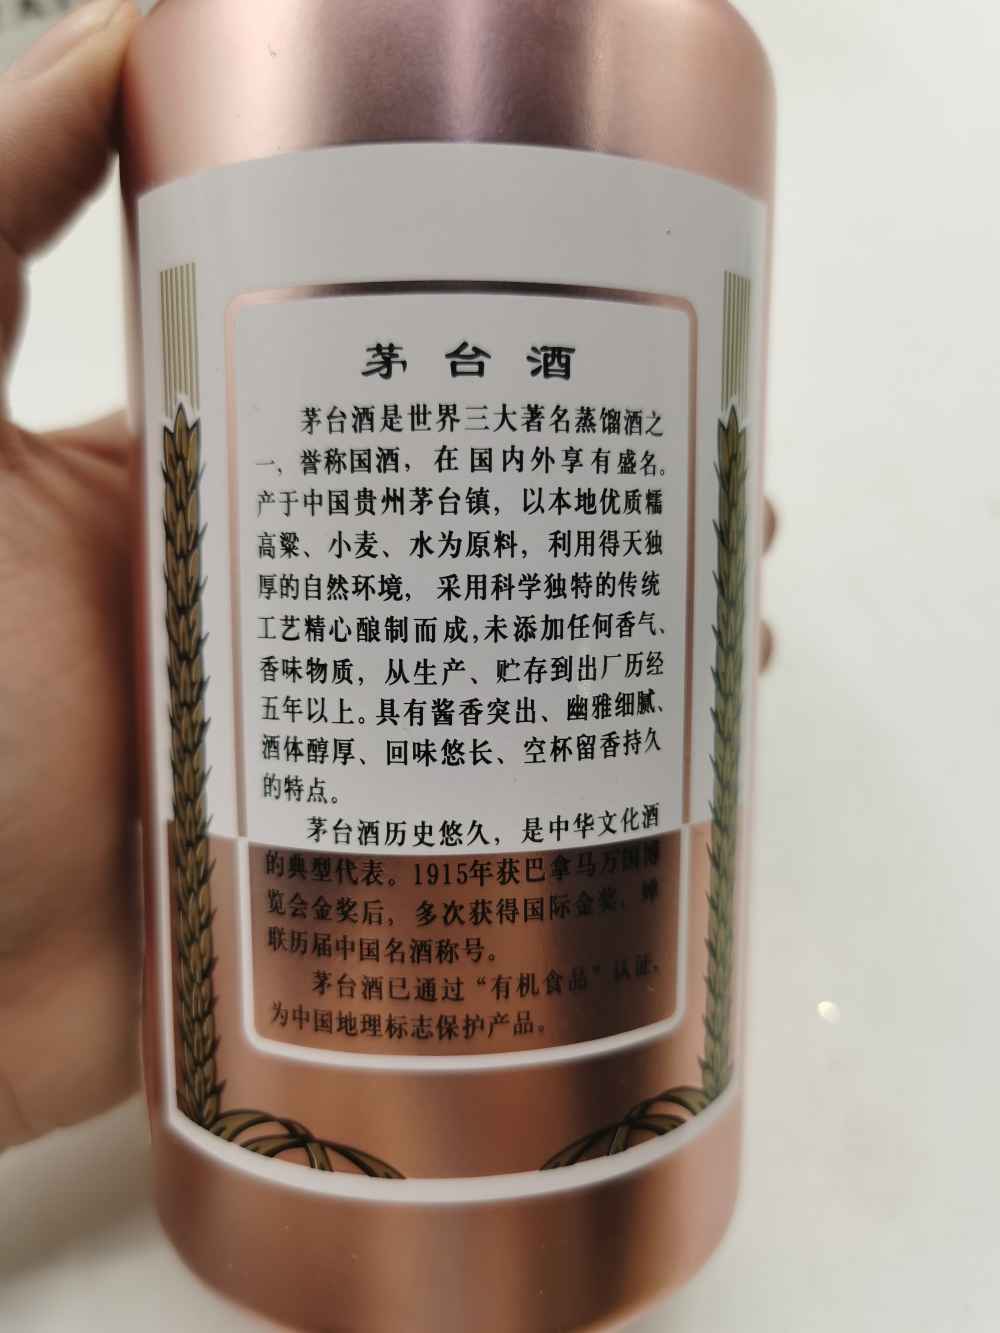 茅台酒
茅台酒是世界三大著名蒸馏酒之
一，誉称国酒，在国内外享有盛名。
产于中国贵州茅台镇，以本地优质糯
高粱、小麦、水为原料，利用得天独
厚的自然环境，采用科学独特的传统
工艺精心酿制而成，未添加任何香气、
香味物质，从生产、贮存到出厂历经
五年以上。具有酱香突出、幽雅细腻、
酒体醇厚、回味悠长、空杯留香持久
的特点。
茅台酒历史悠久，是中华文化酒
的典型代表。1915年获巴拿马万国博
览会金奖后，多次获得国际金奖，蝉
联历届中国名酒称号。
茅台酒已通过“有机食品”认证，
为中国地理标志保护产品。